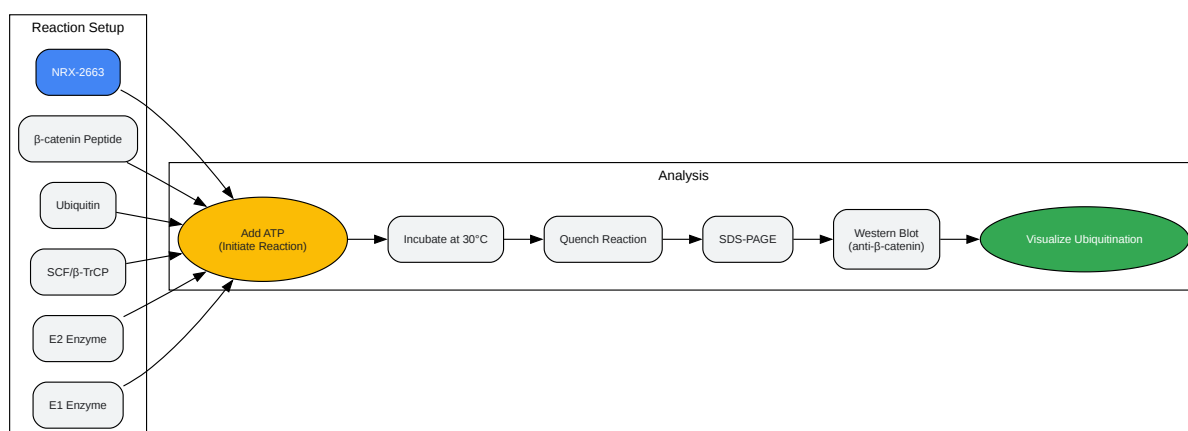 Reaction Setup
NRX-2663
β-catenin Peptide
Ubiquitin
SCF/β-TrCP
E2 Enzyme
E1 Enzyme
Analysis
Add ATP
(Initiate Reaction)
Incubate at 30°C
Quench Reaction
SDS-PAGE
Western Blot
(anti-β-catenin)
Visualize Ubiquitination